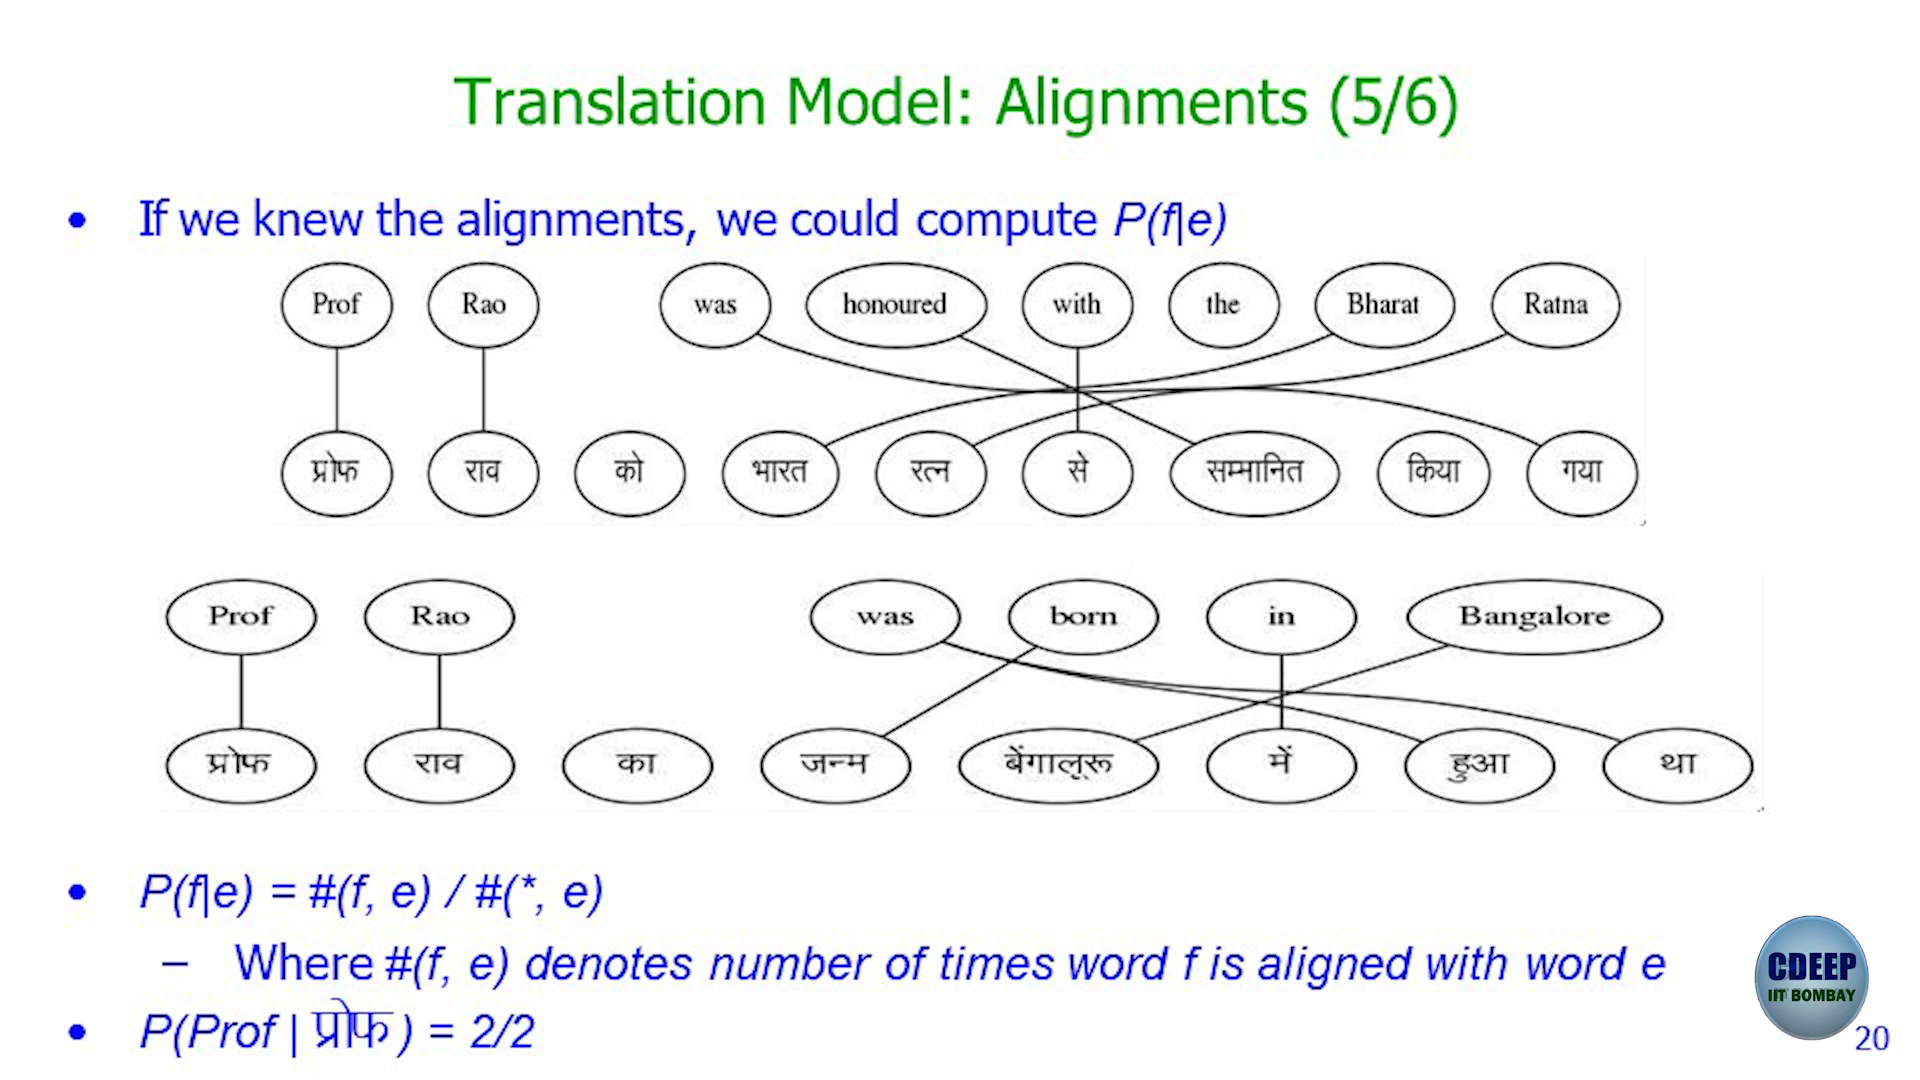 Translation Model: Alignments (5/6)
• If we knew the alignments, we could compute P(f|e)
Prof Rao was honoured with the Bharat Ratna
प्रोफ राव को भारत रत्न से सम्मानित किया गया
Prof Rao was born in Bangalore
प्रोफ राव का जन्म बेंगालूरू में हुआ था
• P(f|e) = #(f, e) / #(*, e)
– Where #(f, e) denotes number of times word f is aligned with word e
• P(Prof | प्रोफ ) = 2/2
CDEEP
IIT BOMBAY
20